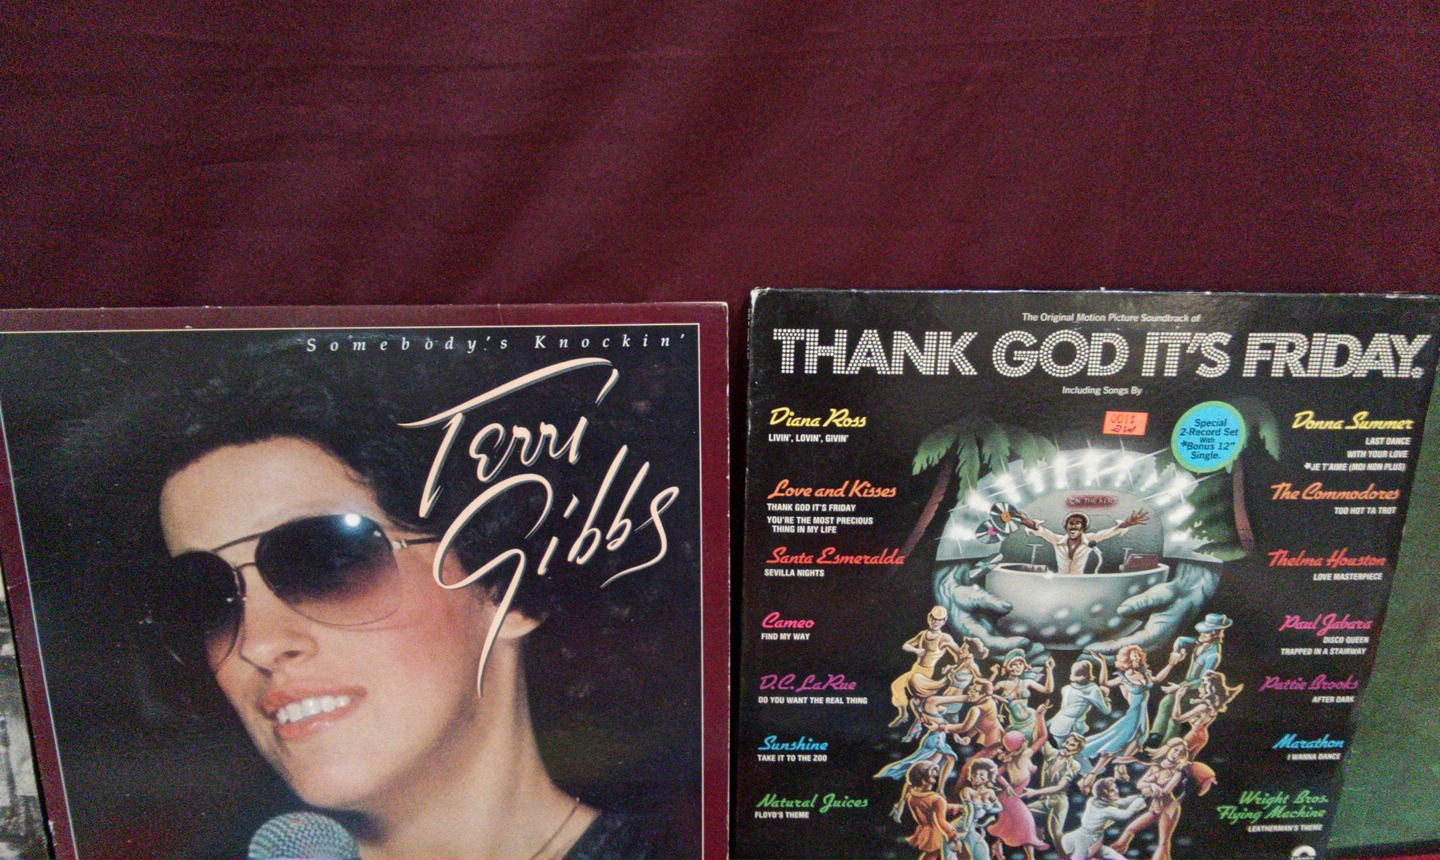 Somebody's Knockin'
Terri
Gibbs
The Original Motion Picture Soundtrack of
THANK GOD IT'S FRIDAY.
Including Songs By
Diana Ross
LIVIN', LOVIN', GIVIN'
Love and Kisses
THANK GOD IT'S FRIDAY
YOU'RE THE MOST PRECIOUS
THING IN MY LIFE
Santa Esmeralda
SEVILLA NIGHTS
Cameo
FIND MY WAY
D.C. LaRue
DO YOU WANT THE REAL THING
Sunshine
TAKE IT TO THE ZOO
Natural Juices
FLOYD'S THEME
Special
2-Record Set
With
*Bonus 12"
Single.
ON THE AIR
Donna Summer
LAST DANCE
WITH YOUR LOVE
*JE T'AIME (MOI NON PLUS)
The Commodores
TOO HOT TA TROT
Thelma Houston
LOVE MASTERPIECE
Paul Jabara
DISCO QUEEN
TRAPPED IN A STAIRWAY
Pattie Brooks
AFTER DARK
Marathon
I WANNA DANCE
Wright Bros.
Flying Machine
LEATHERMAN'S THEME